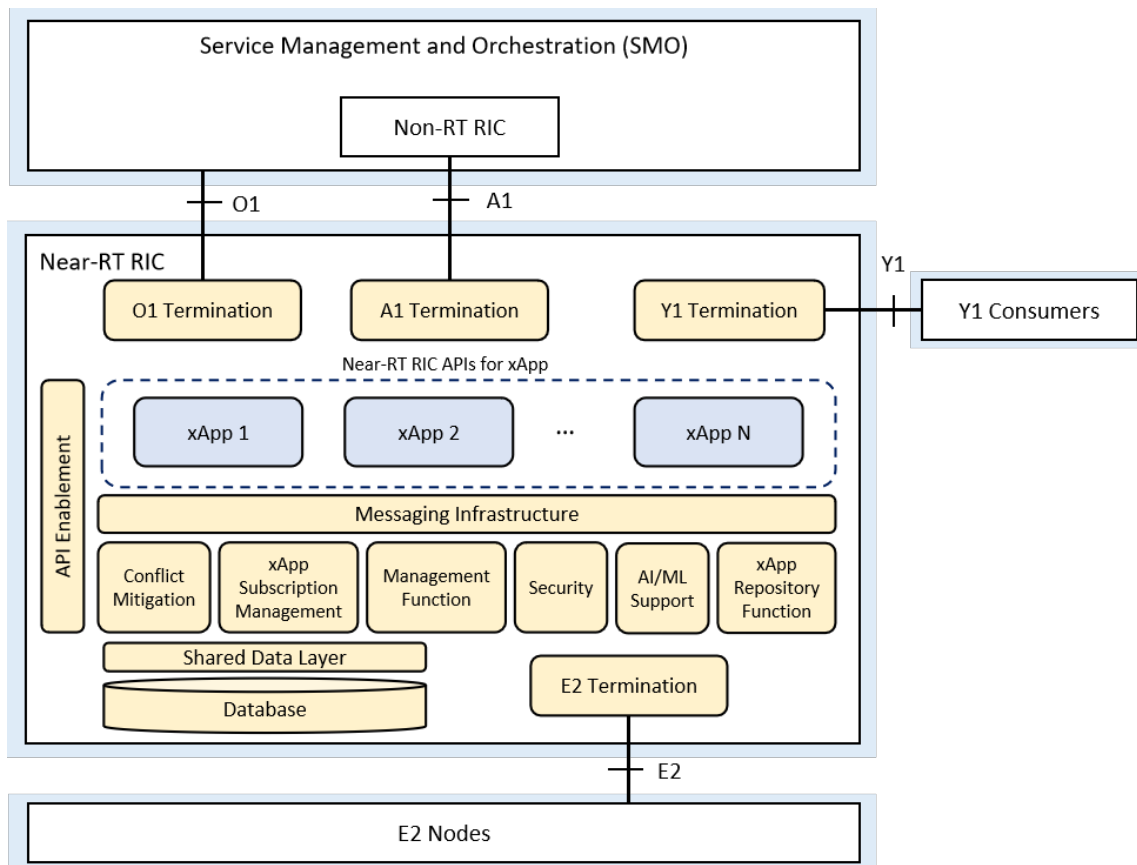 Service Management and Orchestration (SMO)
Non-RT RIC
O1
A1
Near-RT RIC
Y1
O1 Termination
A1 Termination
Y1 Termination
Y1 Consumers
Near-RT RIC APIs for xApp
API Enablement
xApp 1
xApp 2
...
xApp N
Messaging Infrastructure
Conflict
Mitigation
xApp
Subscription
Management
Management
Function
Security
AI/ML
Support
xApp
Repository
Function
Shared Data Layer
Database
E2 Termination
E2
E2 Nodes